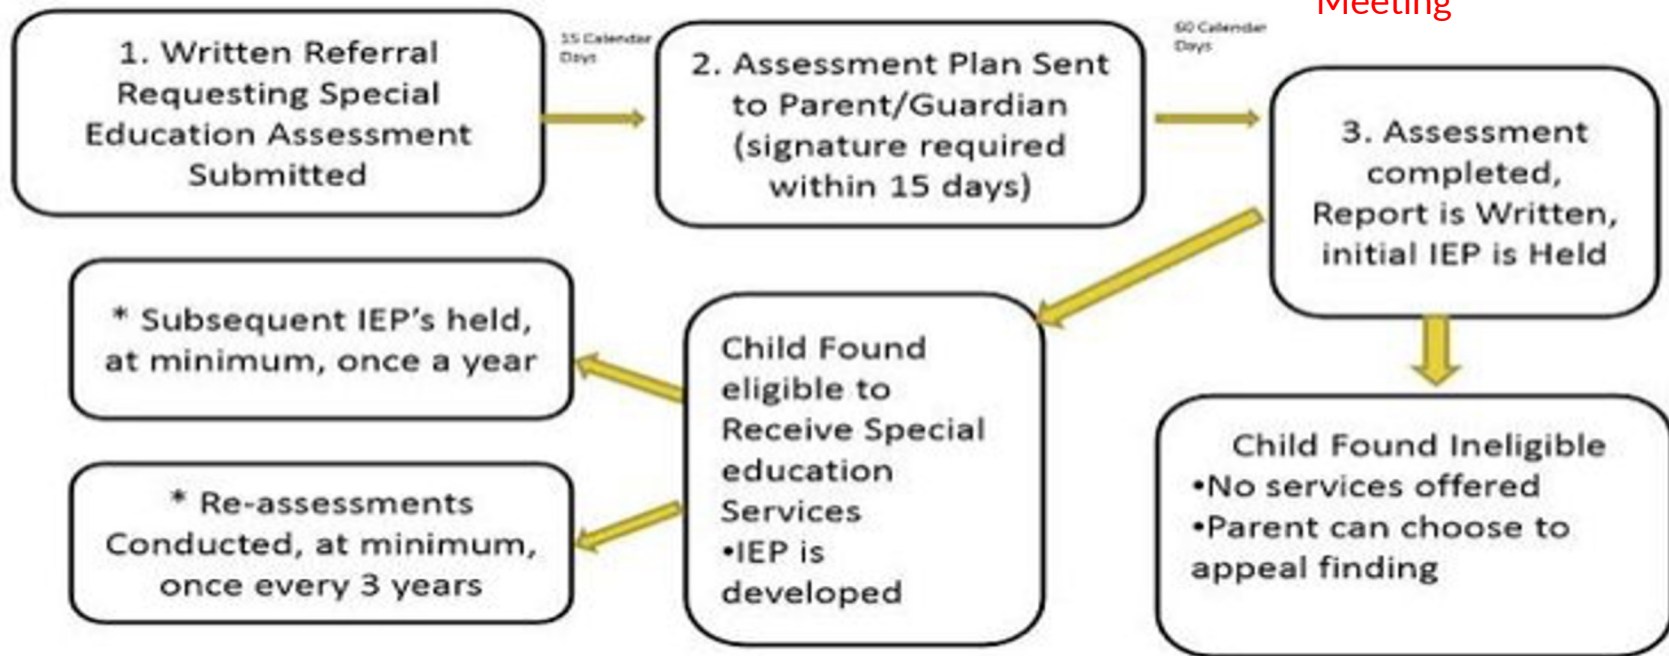 Meeting
1. Written Referral
Requesting Special
Education Assessment
Submitted
15 Calendar
Days
2. Assessment Plan Sent
to Parent/Guardian
(signature required
within 15 days)
60 Calendar
Days
3. Assessment
completed,
Report is Written,
initial IEP is Held
* Subsequent IEP’s held,
at minimum, once a year
* Re-assessments
Conducted, at minimum,
once every 3 years
Child Found
eligible to
Receive Special
education
Services
•IEP is
developed
Child Found Ineligible
•No services offered
•Parent can choose to
appeal finding